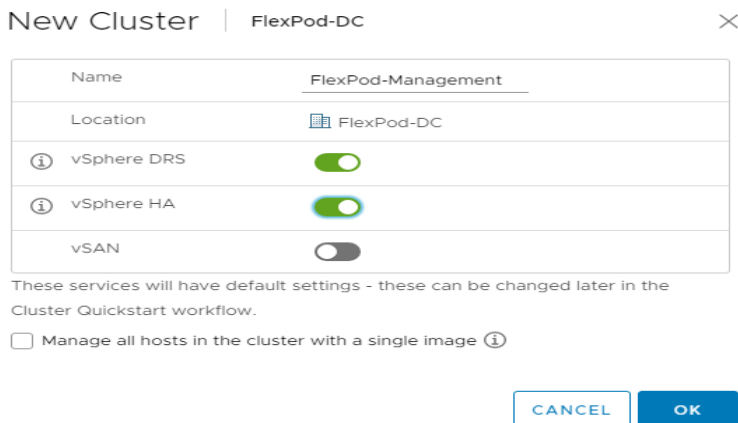 New Cluster FlexPod-DC
Name FlexPod-Management
Location FlexPod-DC
vSphere DRS
vSphere HA
vSAN
These services will have default settings - these can be changed later in the
Cluster Quickstart workflow.
Manage all hosts in the cluster with a single image
CANCEL OK